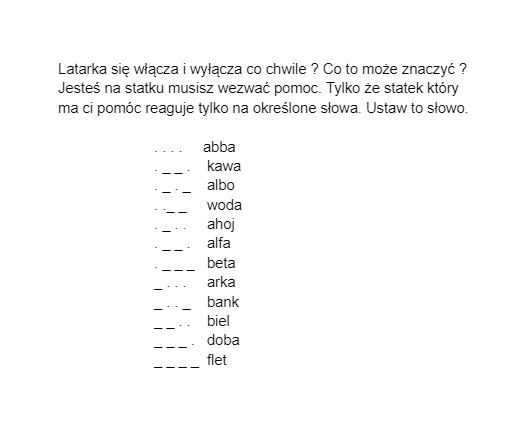 Latarka się włącza i wyłącza co chwile ? Co to może znaczyć ?
Jesteś na statku musisz wezwać pomoc. Tylko że statek który
ma ci pomóc reaguje tylko na określone słowa. Ustaw to słowo.
. . . . abba
. _ _ . kawa
. _ . _ albo
. . _ _ woda
. _ . . ahoj
. _ _ . alfa
. _ _ _ beta
_ . . . arka
_ . . _ bank
_ _ . . biel
_ _ _ . doba
_ _ _ _ flet